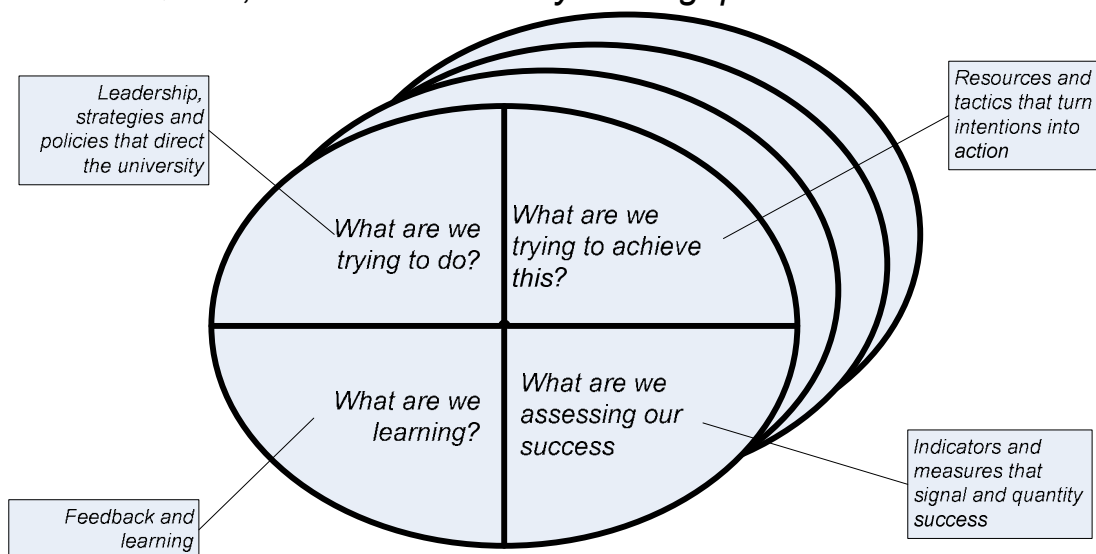 Leadership,
strategies and
policies that direct
the university
Resources and
tactics that turn
intentions into
action
What are we
trying to do?
What are we
trying to achieve
this?
What are we
learning?
What are we
assessing our
success
Feedback and
learning
Indicators and
measures that
signal and quantity
success